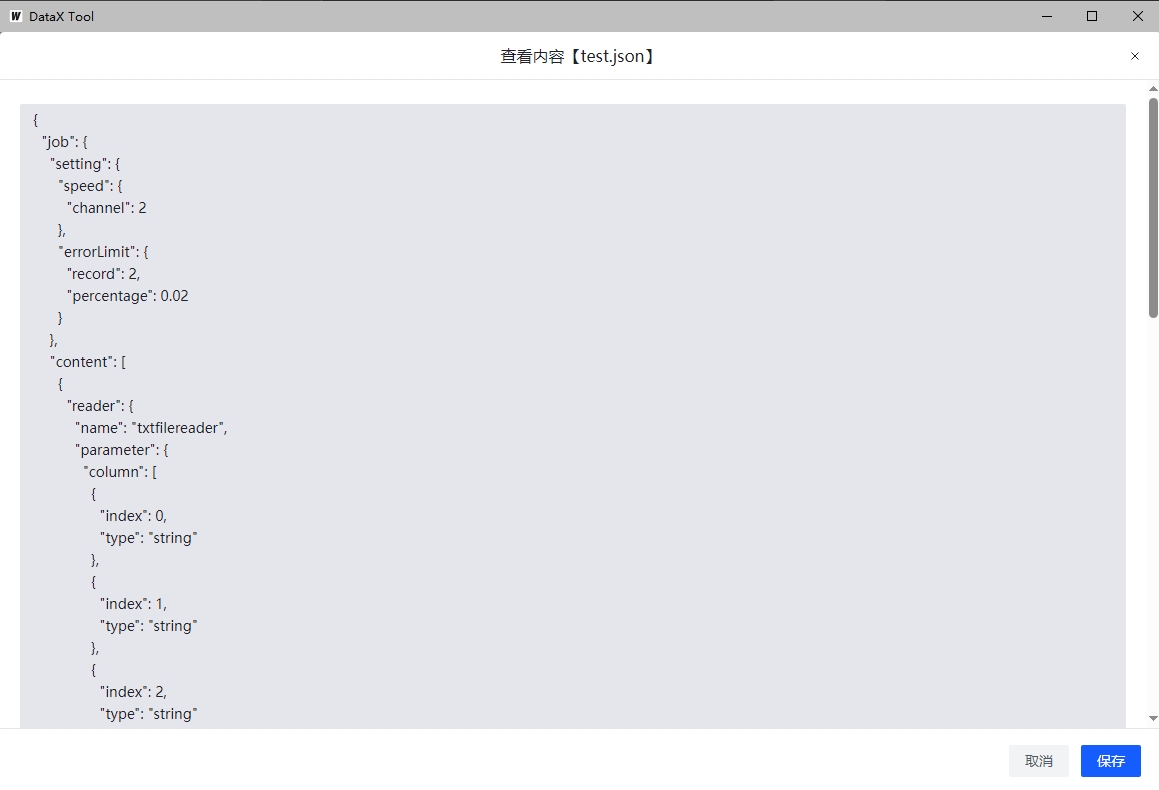 W DataX Tool
查看内容【test.json】
{
"job": {
"setting": {
"speed": {
"channel": 2
},
"errorLimit": {
"record": 2,
"percentage": 0.02
}
},
"content": [
{
"reader": {
"name": "txtfilereader",
"parameter": {
"column": [
{
"index": 0,
"type": "string"
},
{
"index": 1,
"type": "string"
},
{
"index": 2,
"type": "string"
取消 保存